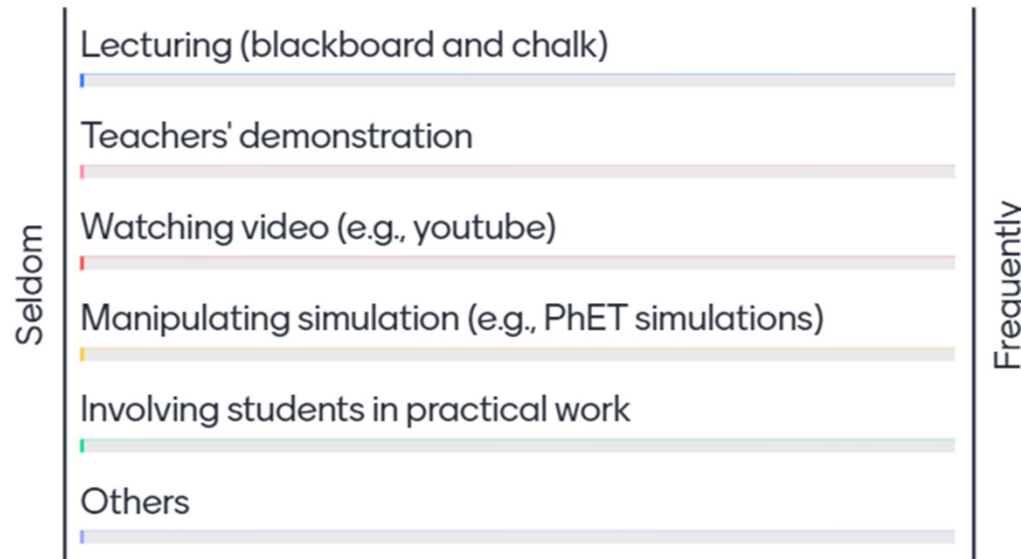 Lecturing (blackboard and chalk)
Teachers' demonstration
Watching video (e.g., youtube)
Seldom
Frequently
Manipulating simulation (e.g., PhET simulations)
Involving students in practical work
Others